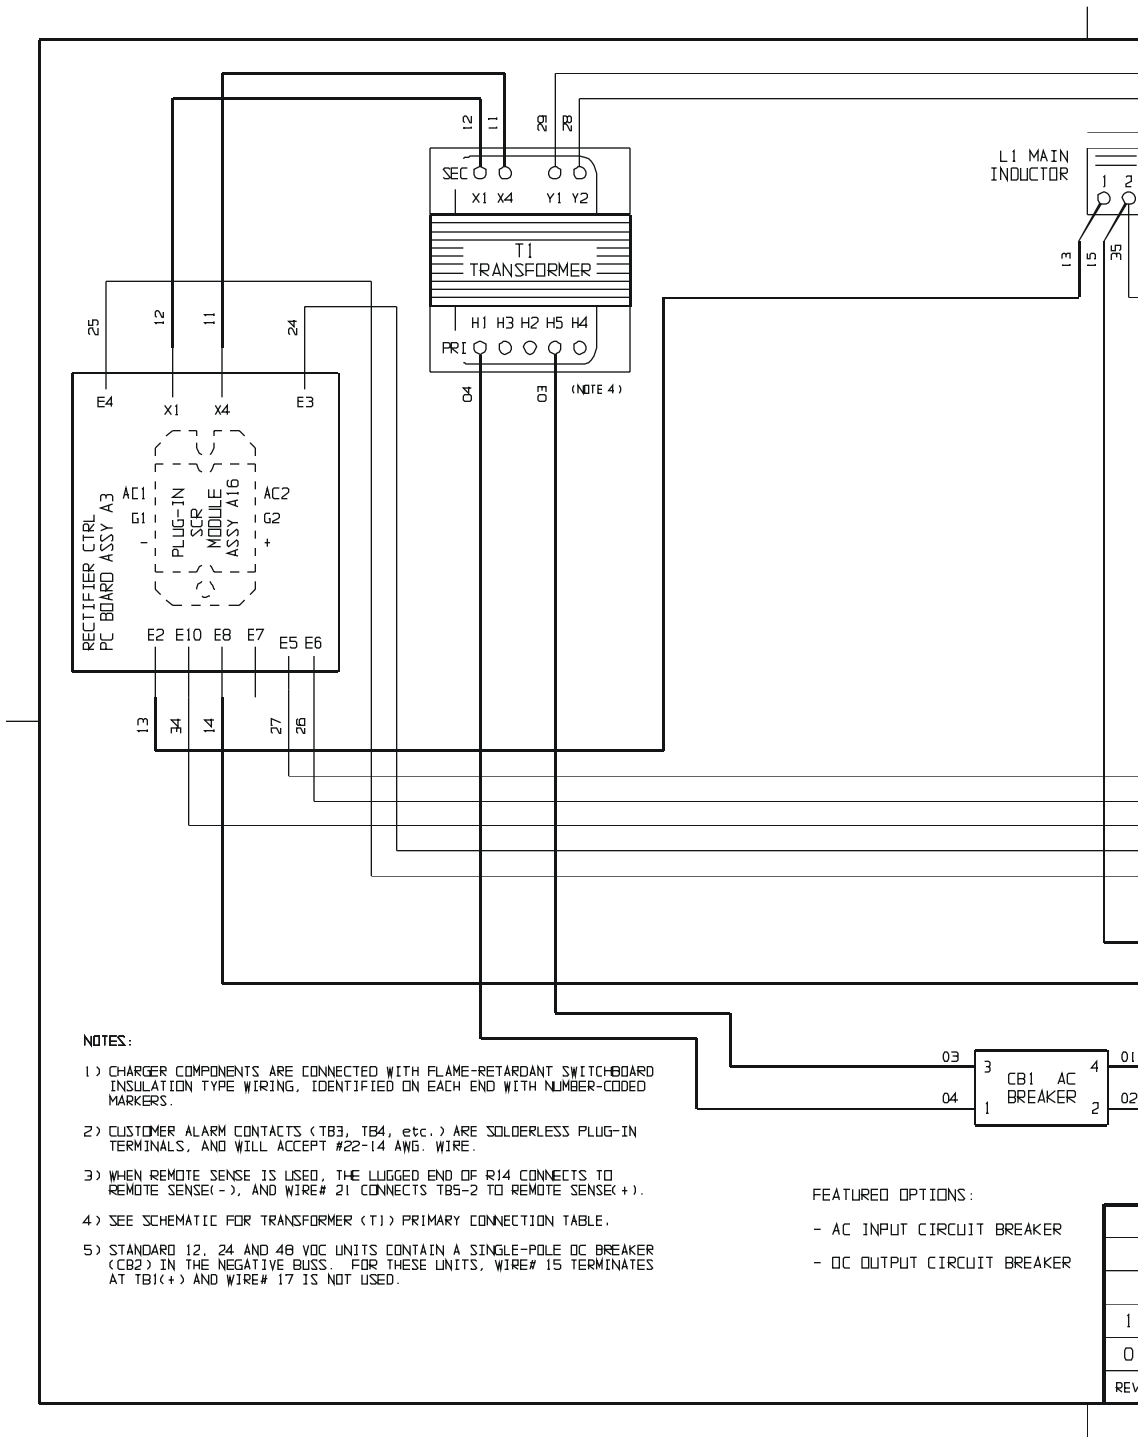 12 11 29 28
L1 MAIN
INDUCTOR
SEC
X1 X4 Y1 Y2
1 2
T1
TRANSFORMER
13 15 35
25 12 11 24
H1 H3 H2 H5 H4
PRI
04 03 (NOTE 4)
E4 X1 X4 E3
AC1 AC2
G1 G2
- +
PLUG-IN
SCR
MODULE
ASSY A16
RECTIFIER CTRL
PC BOARD ASSY A3
E2 E10 E8 E7 E5 E6
13 34 14 27 26
NOTES:
1) CHARGER COMPONENTS ARE CONNECTED WITH FLAME-RETARDANT SWITCHBOARD
INSULATION TYPE WIRING, IDENTIFIED ON EACH END WITH NUMBER-CODED
MARKERS.
2) CUSTOMER ALARM CONTACTS (TB3, TB4, etc.) ARE SOLDERLESS PLUG-IN
TERMINALS, AND WILL ACCEPT #22-14 AWG. WIRE.
3) WHEN REMOTE SENSE IS USED, THE LUGGED END OF R14 CONNECTS TO
REMOTE SENSE(-), AND WIRE# 21 CONNECTS TB5-2 TO REMOTE SENSE(+).
4) SEE SCHEMATIC FOR TRANSFORMER (T1) PRIMARY CONNECTION TABLE.
5) STANDARD 12, 24 AND 48 VDC UNITS CONTAIN A SINGLE-POLE DC BREAKER
(CB2) IN THE NEGATIVE BUSS. FOR THESE UNITS, WIRE# 15 TERMINATES
AT TB1(+) AND WIRE# 17 IS NOT USED.
03 3 4 01
CB1 AC
BREAKER
04 1 2 02
FEATURED OPTIONS:
- AC INPUT CIRCUIT BREAKER
- DC OUTPUT CIRCUIT BREAKER
1
0
REV